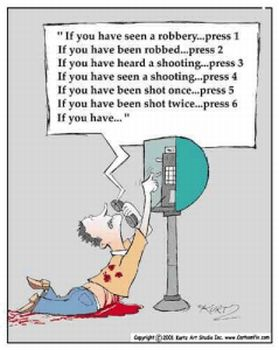 " If you have seen a robbery...press 1
If you have been robbed...press 2
If you have heard a shooting...press 3
If you have seen a shooting...press 4
If you have been shot once...press 5
If you have been shot twice...press 6
If you have... "
KURTZ
Copyright © 2001 Kurtz Art Studio Inc. www.CartoonFix.com